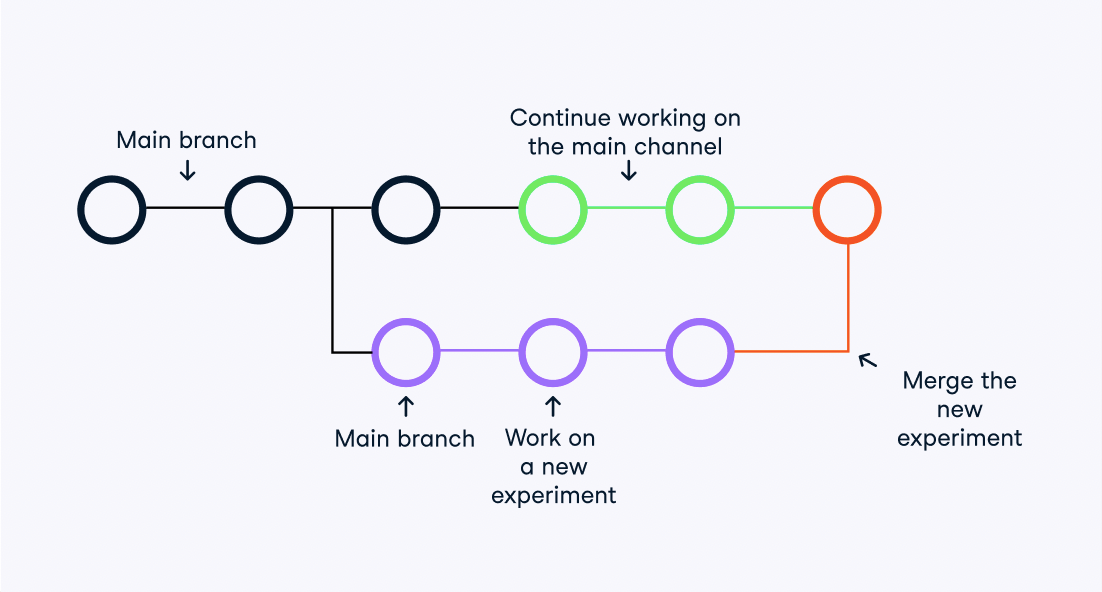 Main branch
Continue working on
the main channel
Main branch
Work on
a new
experiment
Merge the
new
experiment